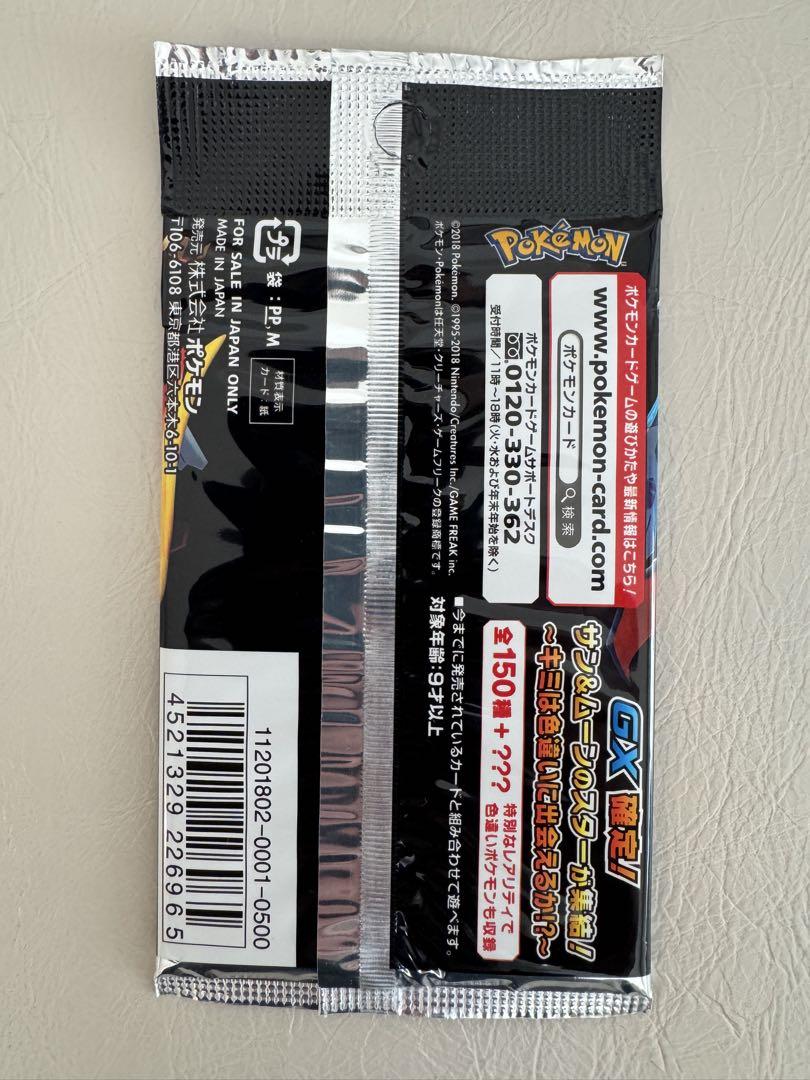 Pokémon
ポケモンカードゲームの遊びかたや最新情報はこちら!
www.pokemon-card.com
ポケモンカード 検索
ポケモンカードゲームサポートデスク
0120-330-362
受付時間/11時~18時(火・水および年末年始を除く)
©2018 Pokémon. ©1995-2018 Nintendo/Creatures Inc./GAME FREAK inc.
ポケモン・Pokémonは任天堂・クリーチャーズ・ゲームフリークの登録商標です。
GX確定!
サン&ムーンのスターが集結!
~キミは色違いに出会えるか!?~
全150種+???
特別なレアリティで
色違いポケモンも収録
■今までに発売されているカードと組み合わせて遊べます。
対象年齢:9才以上
プラ
袋:PP,M
材質表示
カード:紙
FOR SALE IN JAPAN ONLY
MADE IN JAPAN
発売元 株式会社 ポケモン
〒106-6108 東京都港区六本木6-10-1
11201802-0001-0500
4521329 226965